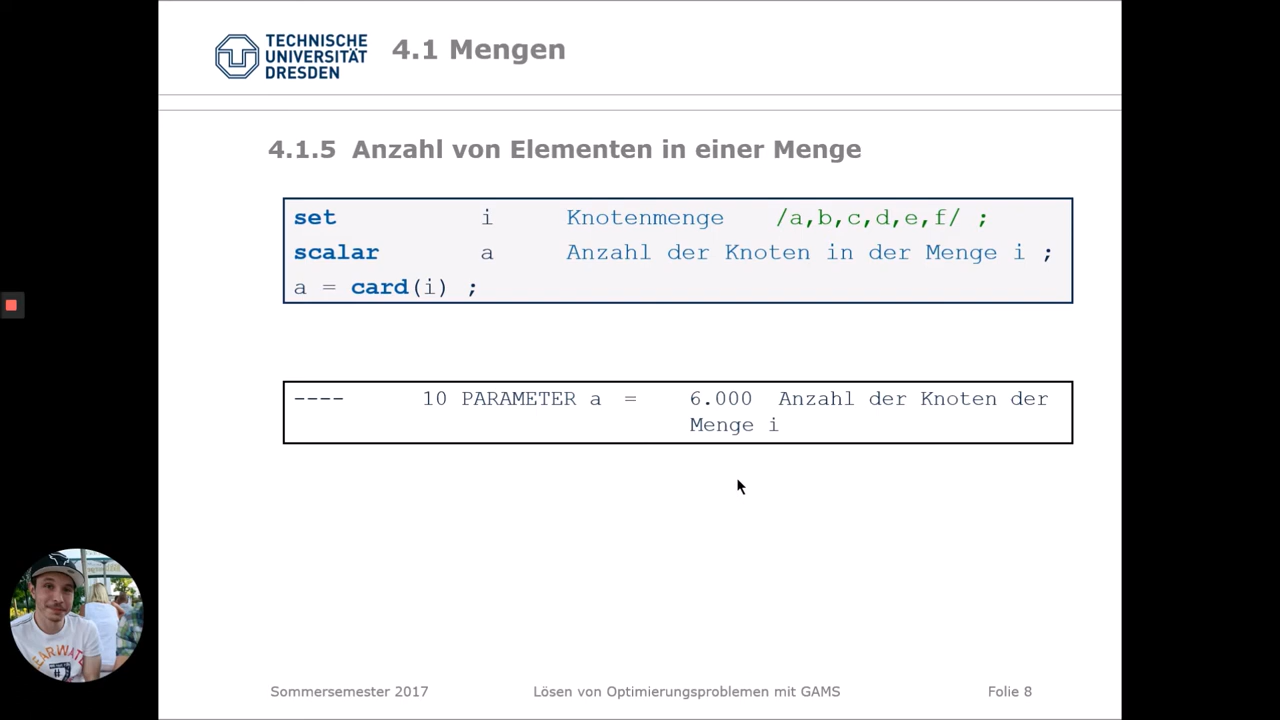 TECHNISCHE
UNIVERSITÄT
DRESDEN
4.1 Mengen
4.1.5 Anzahl von Elementen in einer Menge
set i Knotenmenge /a,b,c,d,e,f/ ;
scalar a Anzahl der Knoten in der Menge i ;
a = card(i) ;
---- 10 PARAMETER a = 6.000 Anzahl der Knoten der
Menge i
Sommersemester 2017 Lösen von Optimierungsproblemen mit GAMS Folie 8